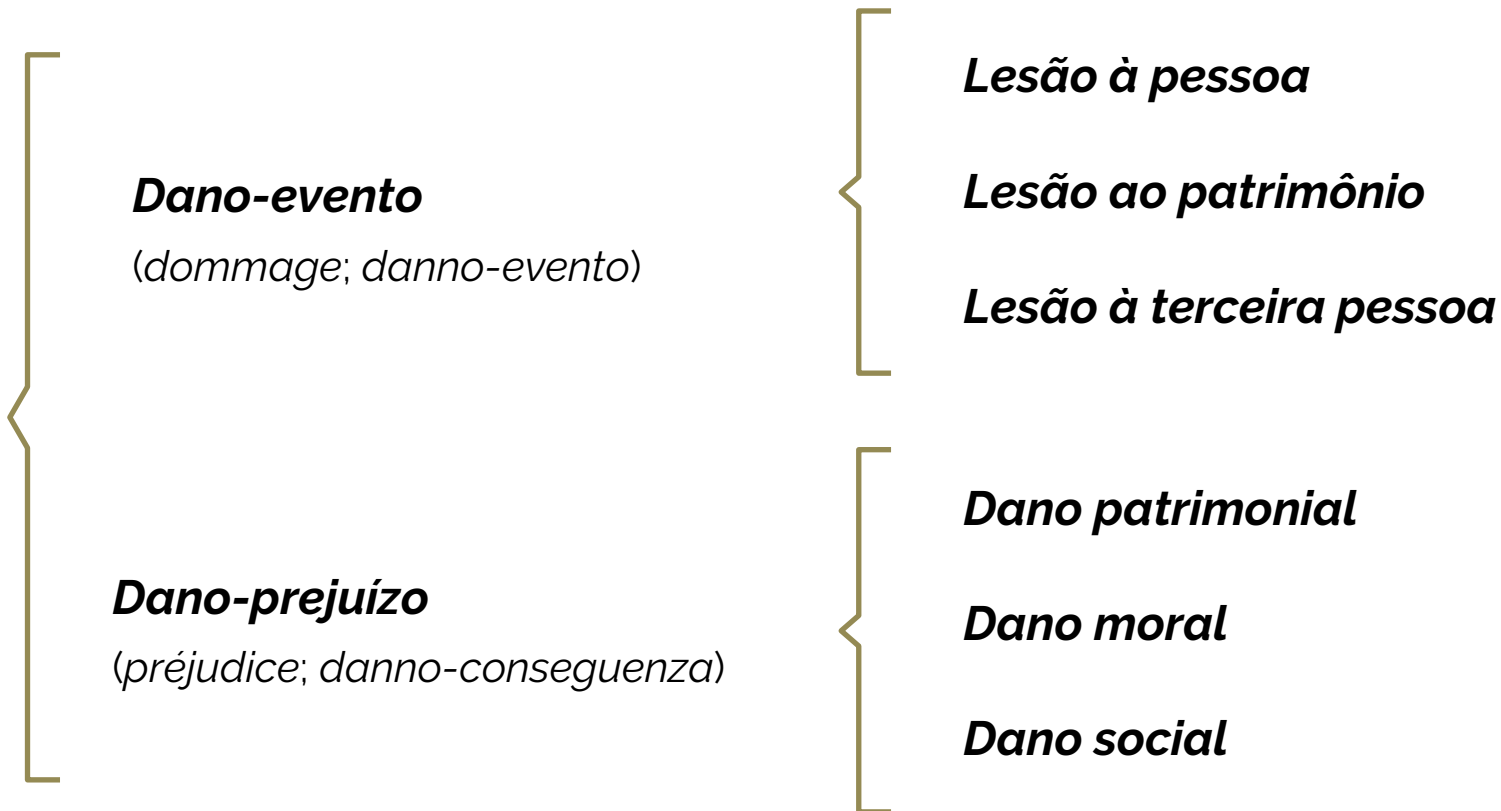 Dano-evento
(dommage; danno-evento)
Lesão à pessoa
Lesão ao patrimônio
Lesão à terceira pessoa
Dano-prejuízo
(préjudice; danno-conseguenza)
Dano patrimonial
Dano moral
Dano social